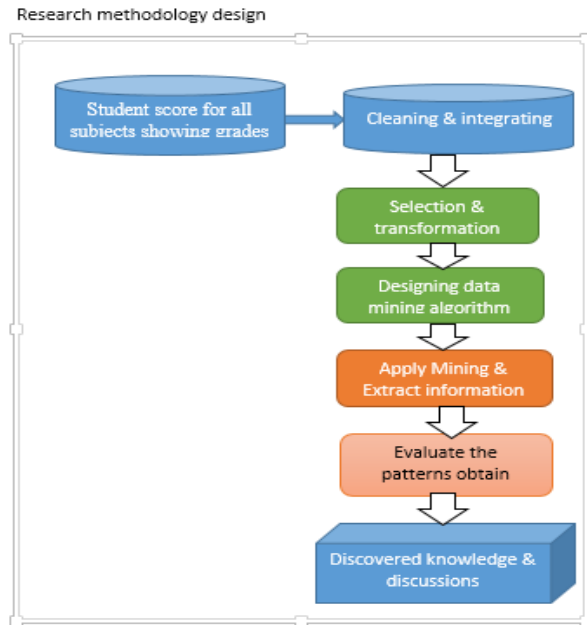 Research methodology design
Student score for all
subjects showing grades
Cleaning & integrating
Selection &
transformation
Designing data
mining algorithm
Apply Mining &
Extract information
Evaluate the
patterns obtain
Discovered knowledge &
discussions